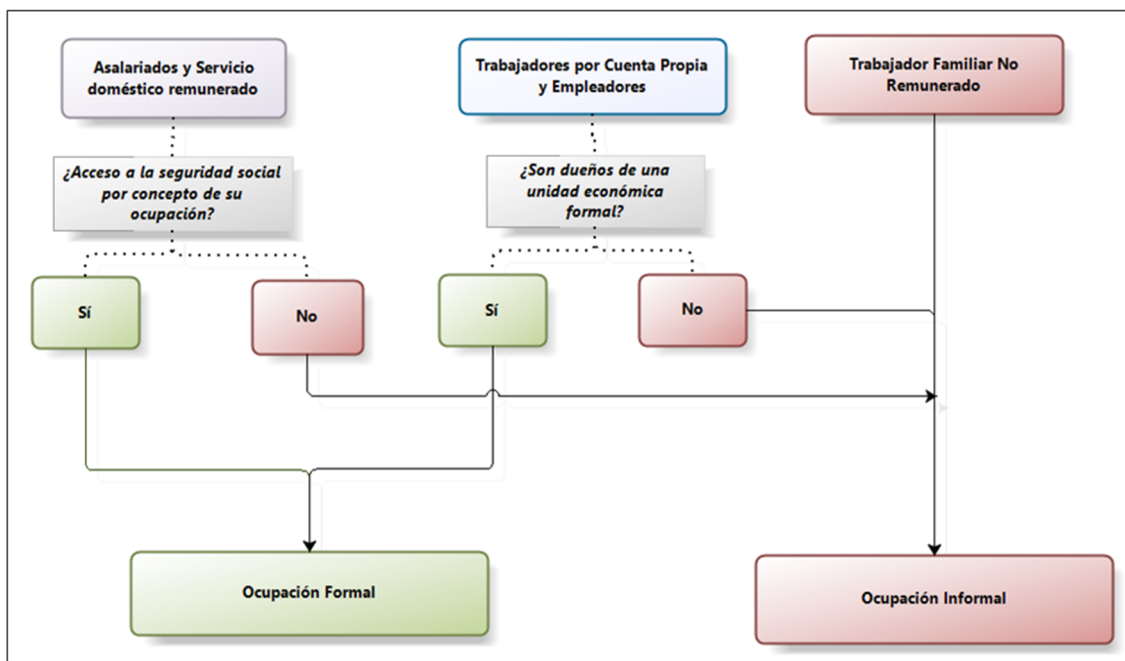 Asalariados y Servicio
doméstico remunerado
Trabajadores por Cuenta Propia
y Empleadores
Trabajador Familiar No
Remunerado
¿Acceso a la seguridad social
por concepto de su
ocupación?
¿Son dueños de una
unidad económica
formal?
Sí
No
Sí
No
Ocupación Formal
Ocupación Informal